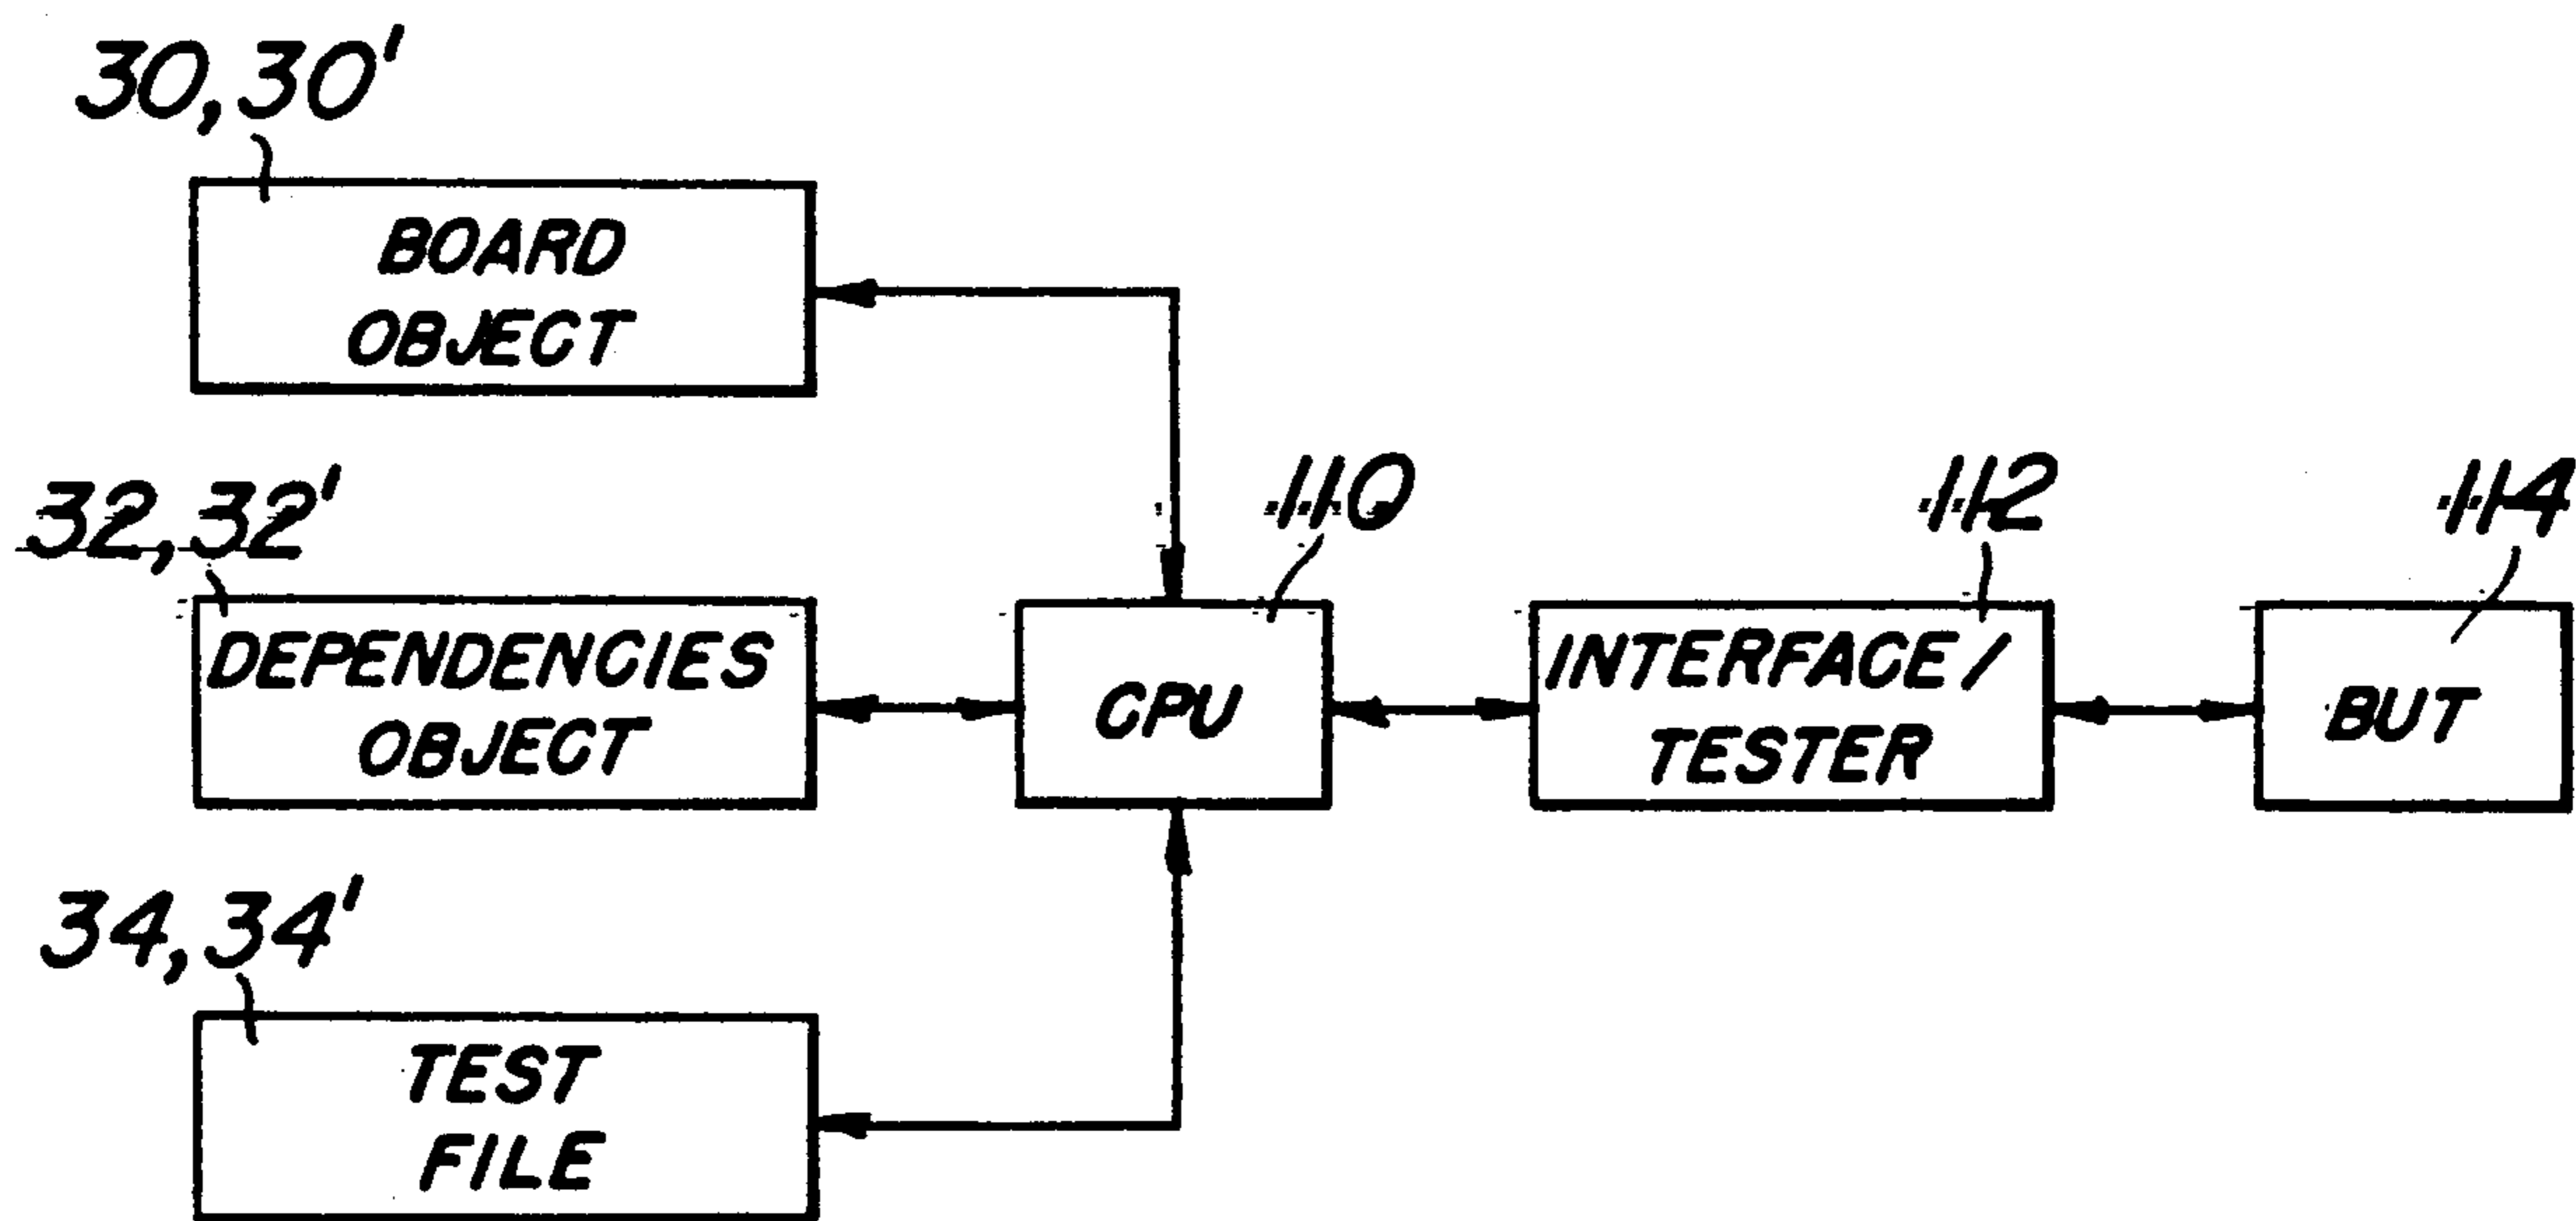 30,30'
BOARD
OBJECT
32,32'
110
112
114
DEPENDENCIES
OBJECT
CPU
INTERFACE/
TESTER
BUT
34,34'
TEST
FILE